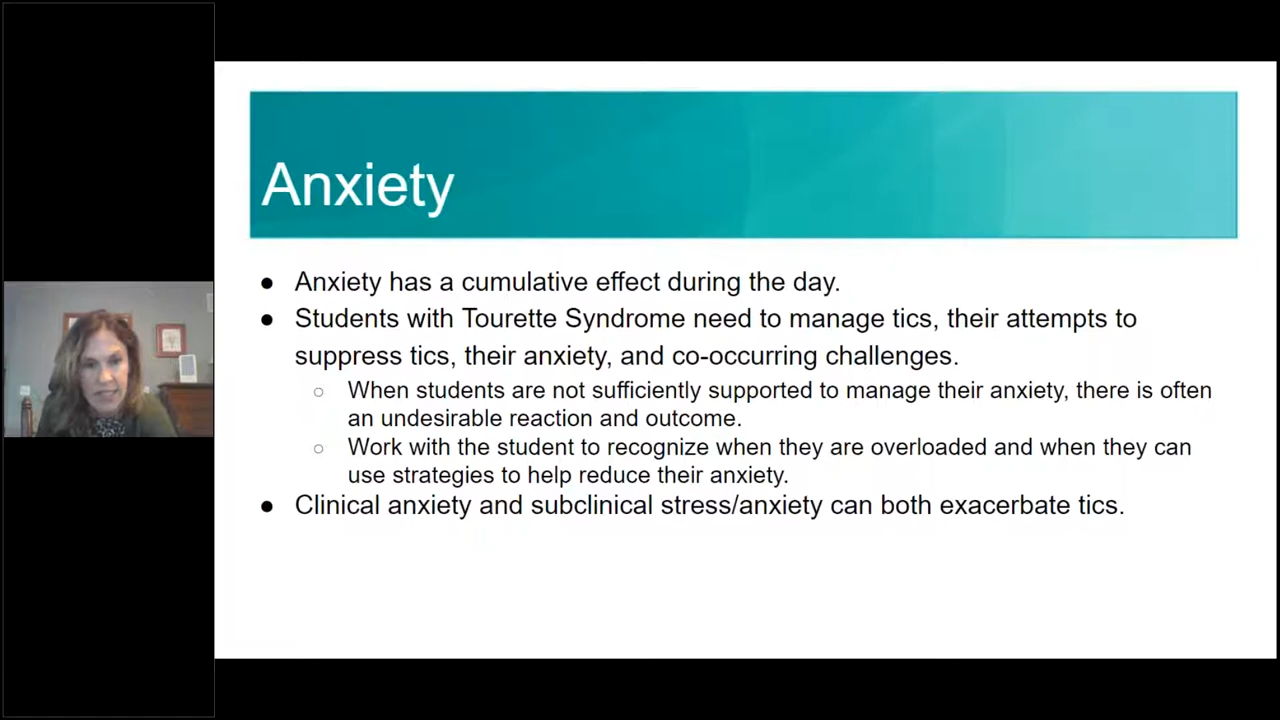 Anxiety
● Anxiety has a cumulative effect during the day.
● Students with Tourette Syndrome need to manage tics, their attempts to
suppress tics, their anxiety, and co-occurring challenges.
○ When students are not sufficiently supported to manage their anxiety, there is often
an undesirable reaction and outcome.
○ Work with the student to recognize when they are overloaded and when they can
use strategies to help reduce their anxiety.
● Clinical anxiety and subclinical stress/anxiety can both exacerbate tics.